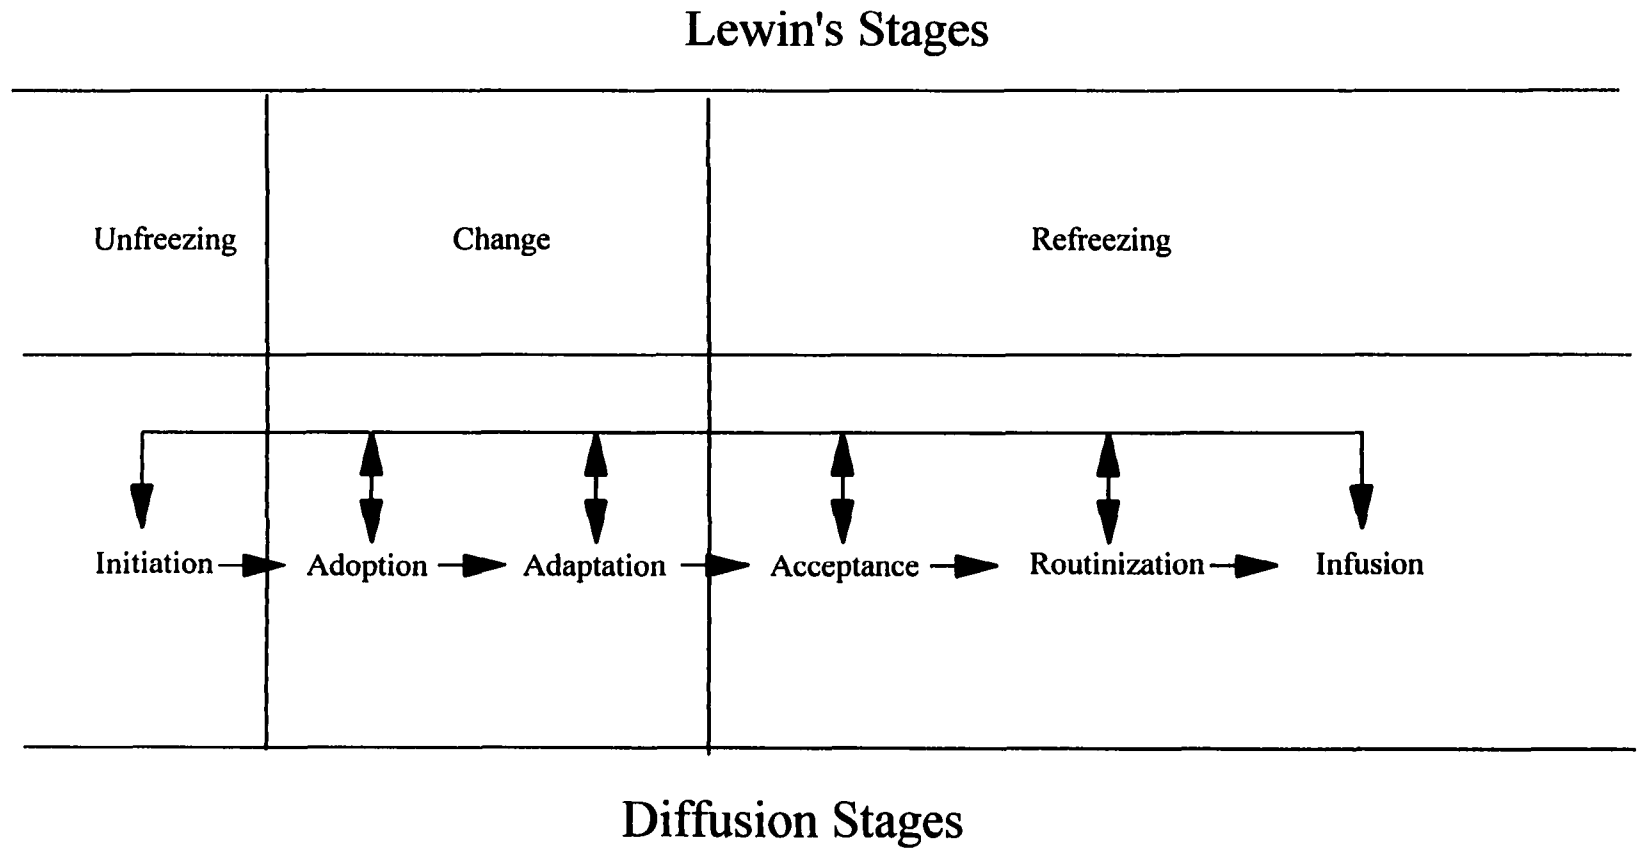 Lewin's Stages
Unfreezing Change Refreezing
Initiation Adoption Adaptation Acceptance Routinization Infusion
Diffusion Stages